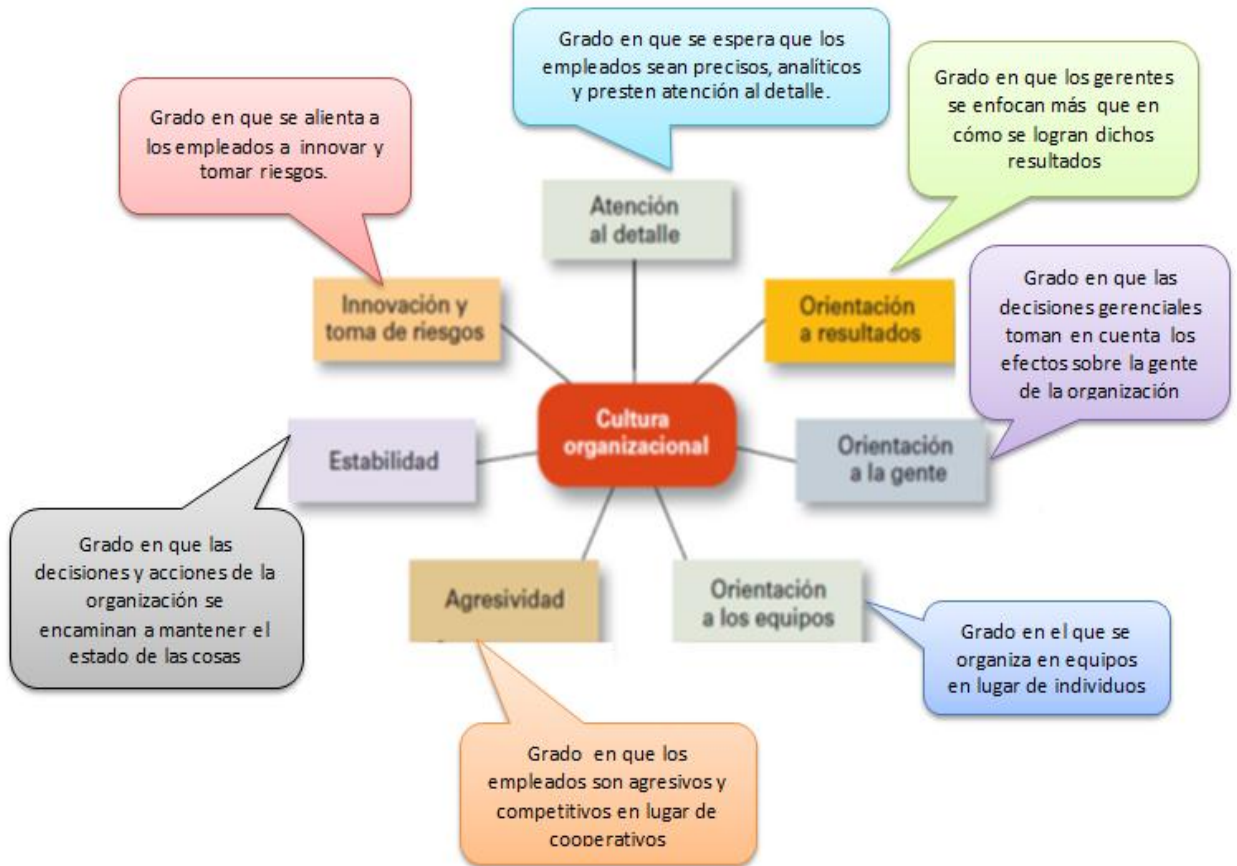 Grado en que se espera que los
empleados sean precisos, analíticos
y presten atención al detalle.
Grado en que los gerentes
se enfocan más que en
cómo se logran dichos
resultados
Grado en que se alienta a
los empleados a innovar y
tomar riesgos.
Atención
al detalle
Innovación y
toma de riesgos
Orientación
a resultados
Grado en que las
decisiones gerenciales
toman en cuenta los
efectos sobre la gente
de la organización
Cultura
organizacional
Estabilidad
Orientación
a la gente
Grado en que las
decisiones y acciones de la
organización se
encaminan a mantener el
estado de las cosas
Agresividad
Orientación
a los equipos
Grado en el que se
organiza en equipos
en lugar de individuos
Grado en que los
empleados son agresivos y
competitivos en lugar de
cooperativos